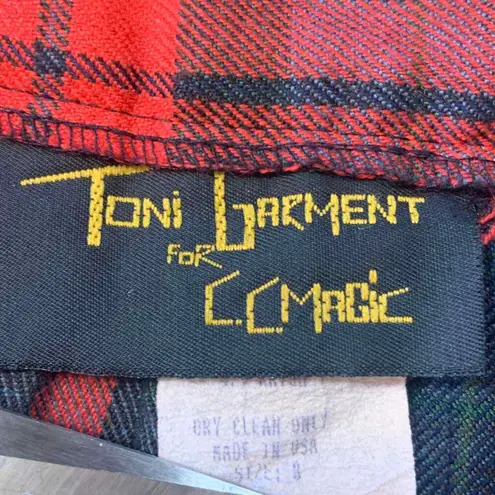 Toni Garment
FOR
C.C. Magic
DRY CLEAN ONLY
MADE IN USA
SIZE: 8